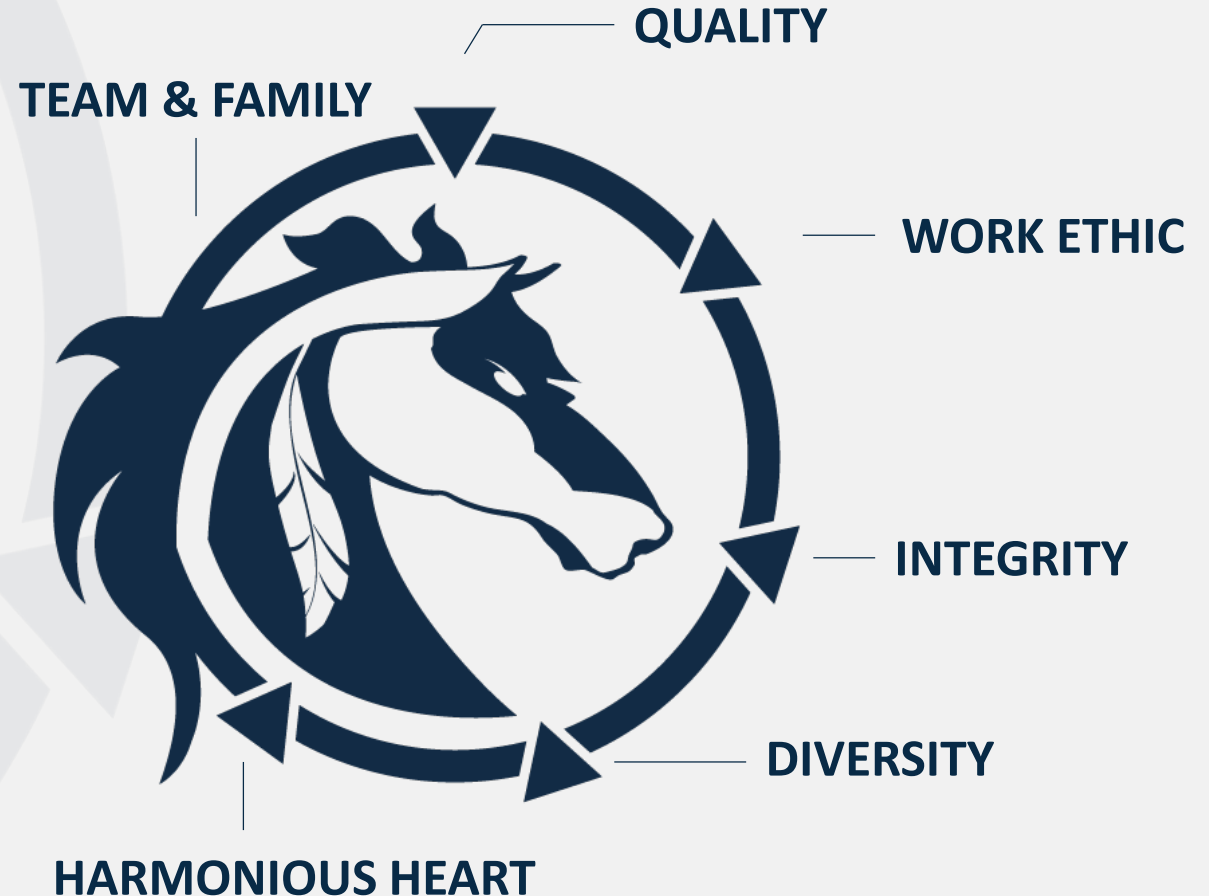 QUALITY
TEAM & FAMILY
WORK ETHIC
INTEGRITY
DIVERSITY
HARMONIOUS HEART